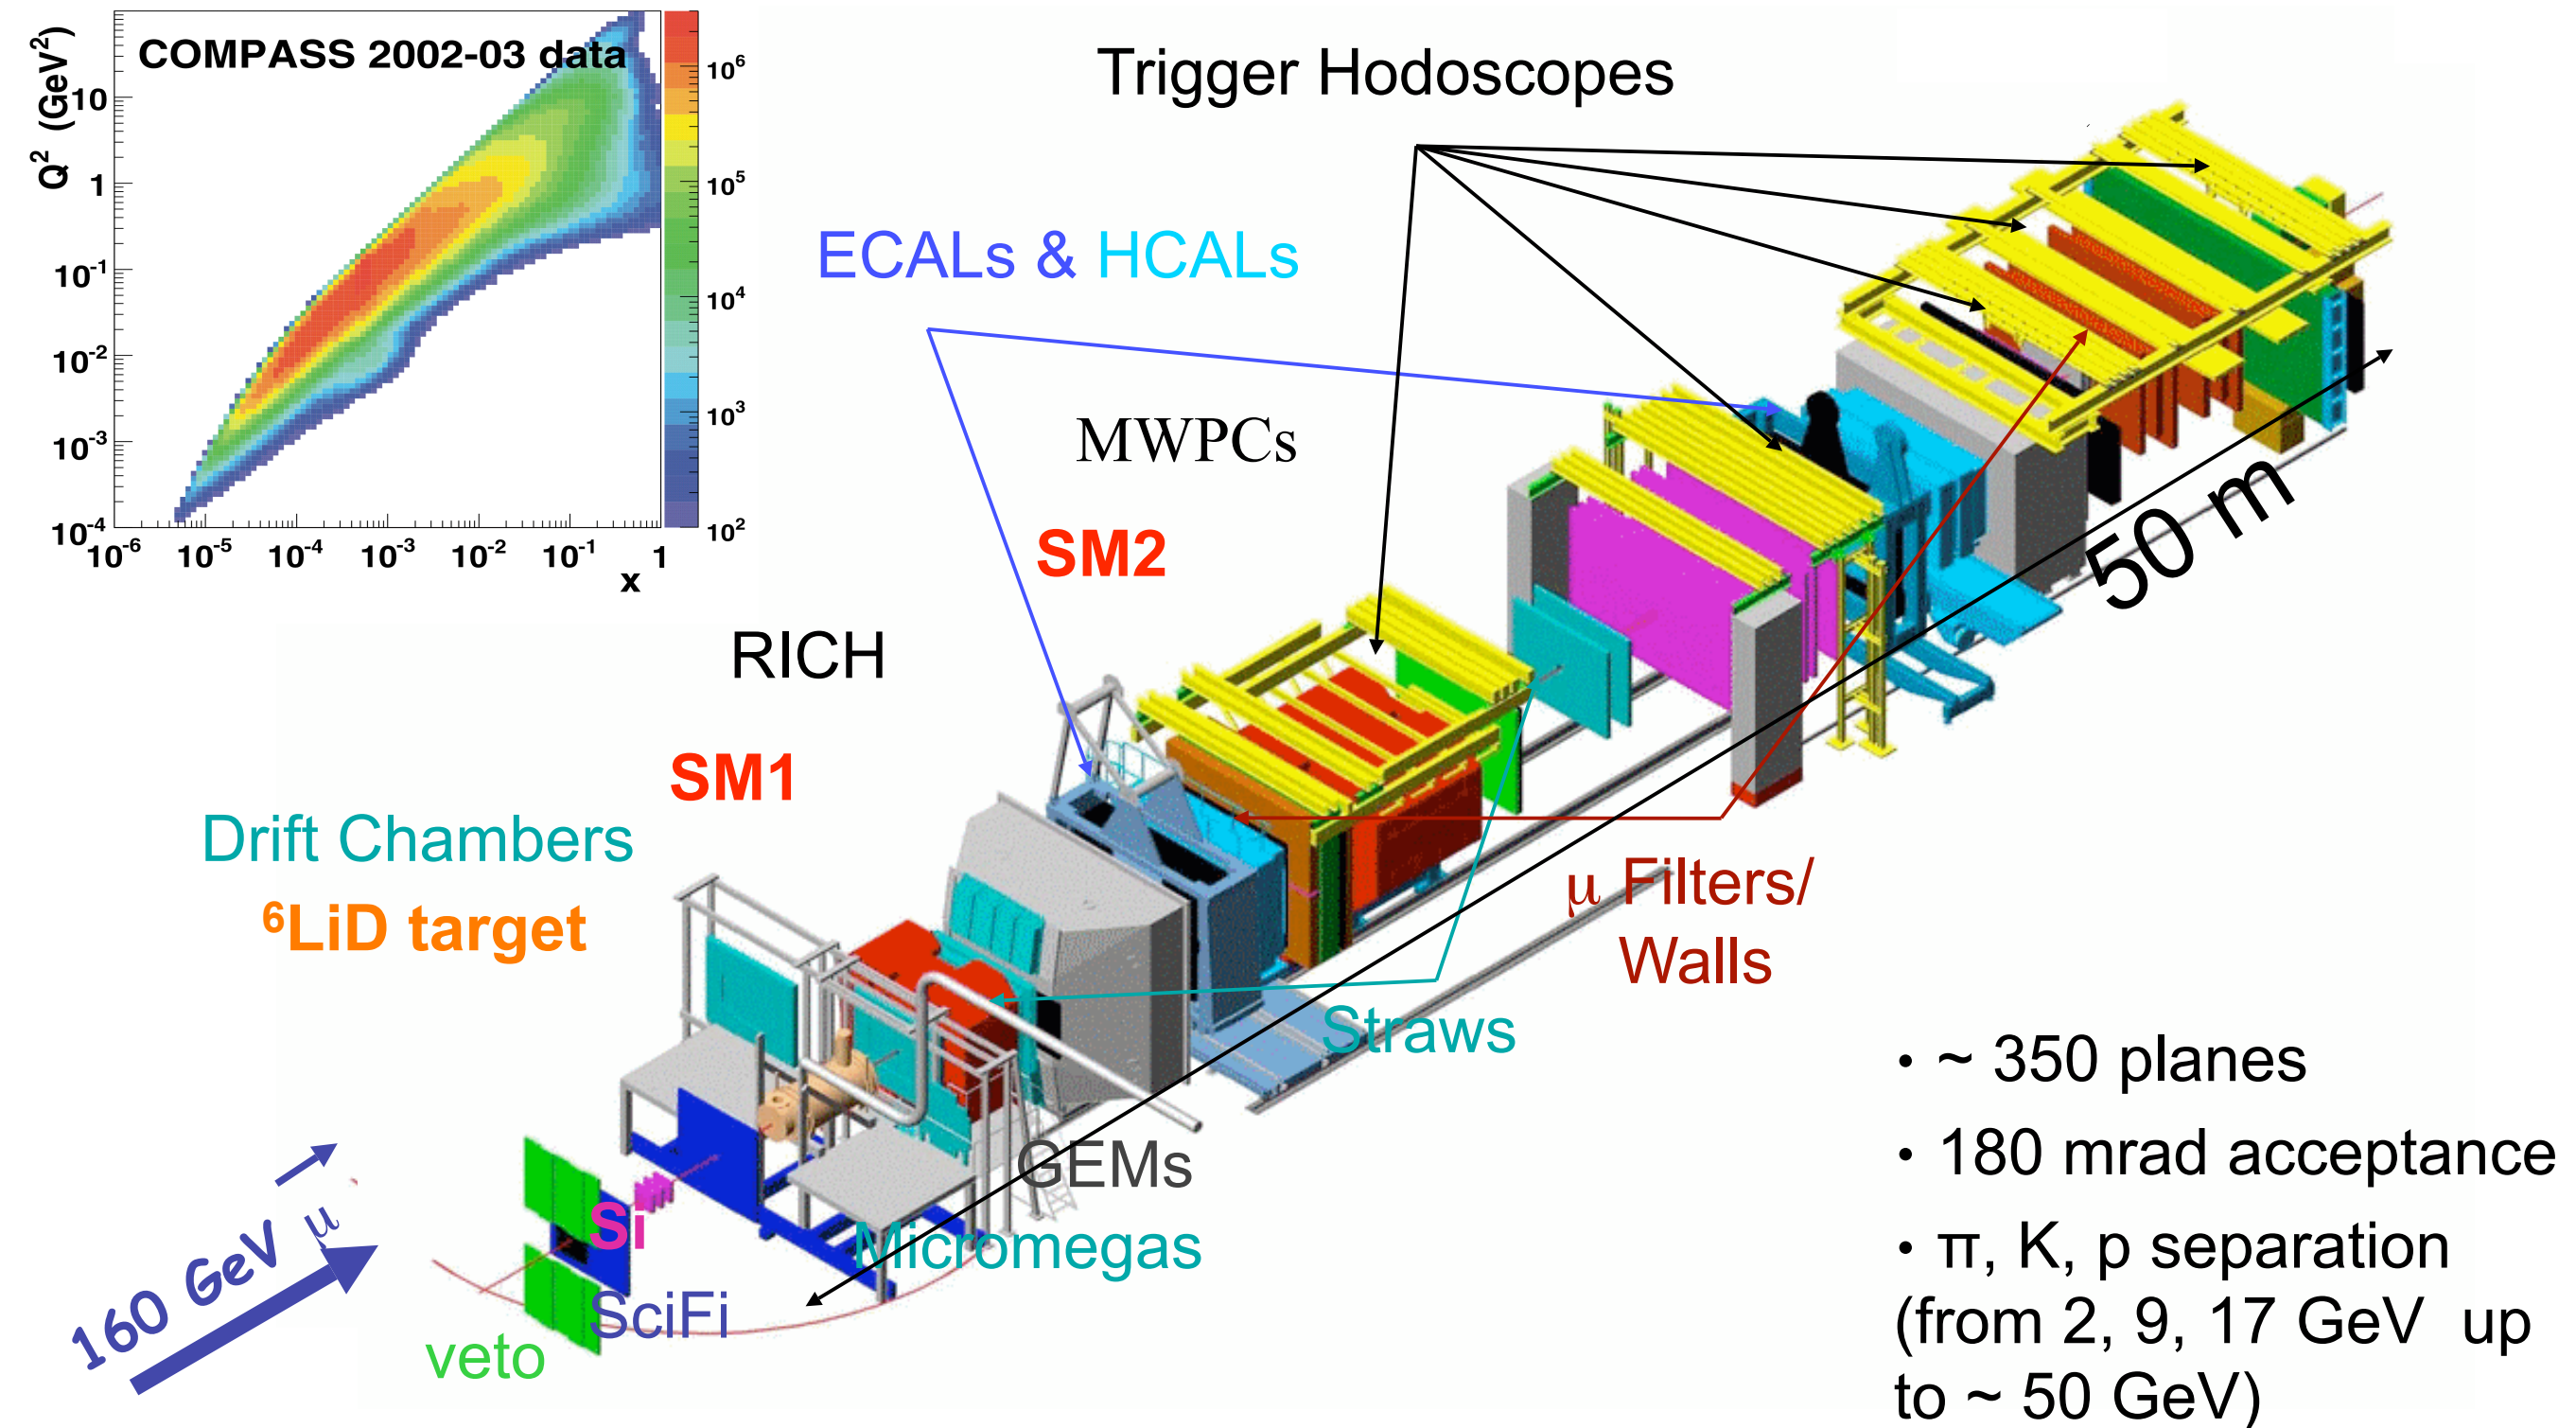 COMPASS 2002-03 data
Q² (GeV²)
10
1
10⁻¹
10⁻²
10⁻³
10⁻⁴
10⁻⁶ 10⁻⁵ 10⁻⁴ 10⁻³ 10⁻² 10⁻¹ 1
x
10⁶
10⁵
10⁴
10³
10²
Trigger Hodoscopes
ECALs & HCALs
MWPCs
SM2
RICH
SM1
Drift Chambers
⁶LiD target
50 m
μ Filters/
Walls
Straws
GEMs
Micromegas
Si
SciFi
veto
160 GeV μ
• ~ 350 planes
• 180 mrad acceptance
• π, K, p separation
(from 2, 9, 17 GeV up
to ~ 50 GeV)